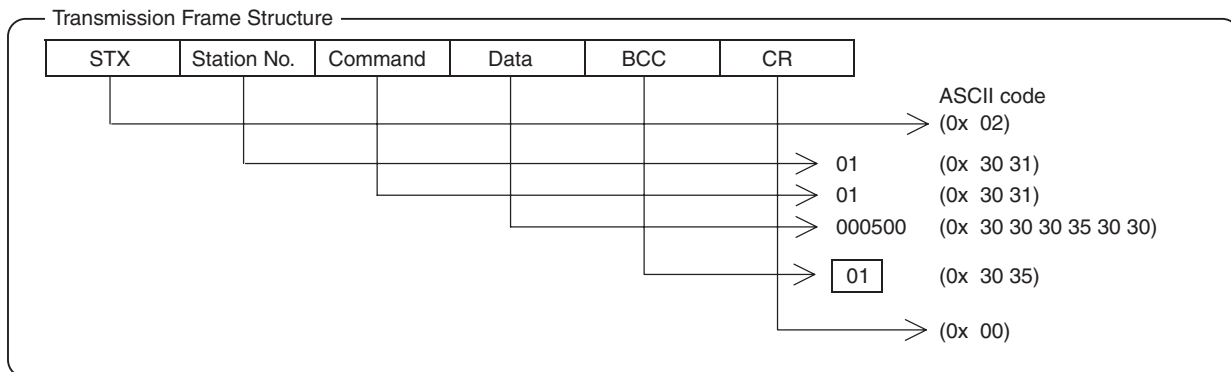 Transmission Frame Structure
STX Station No. Command Data BCC CR
ASCII code
(0x 02)
01 (0x 30 31)
01 (0x 30 31)
000500 (0x 30 30 30 35 30 30)
01 (0x 30 35)
(0x 00)